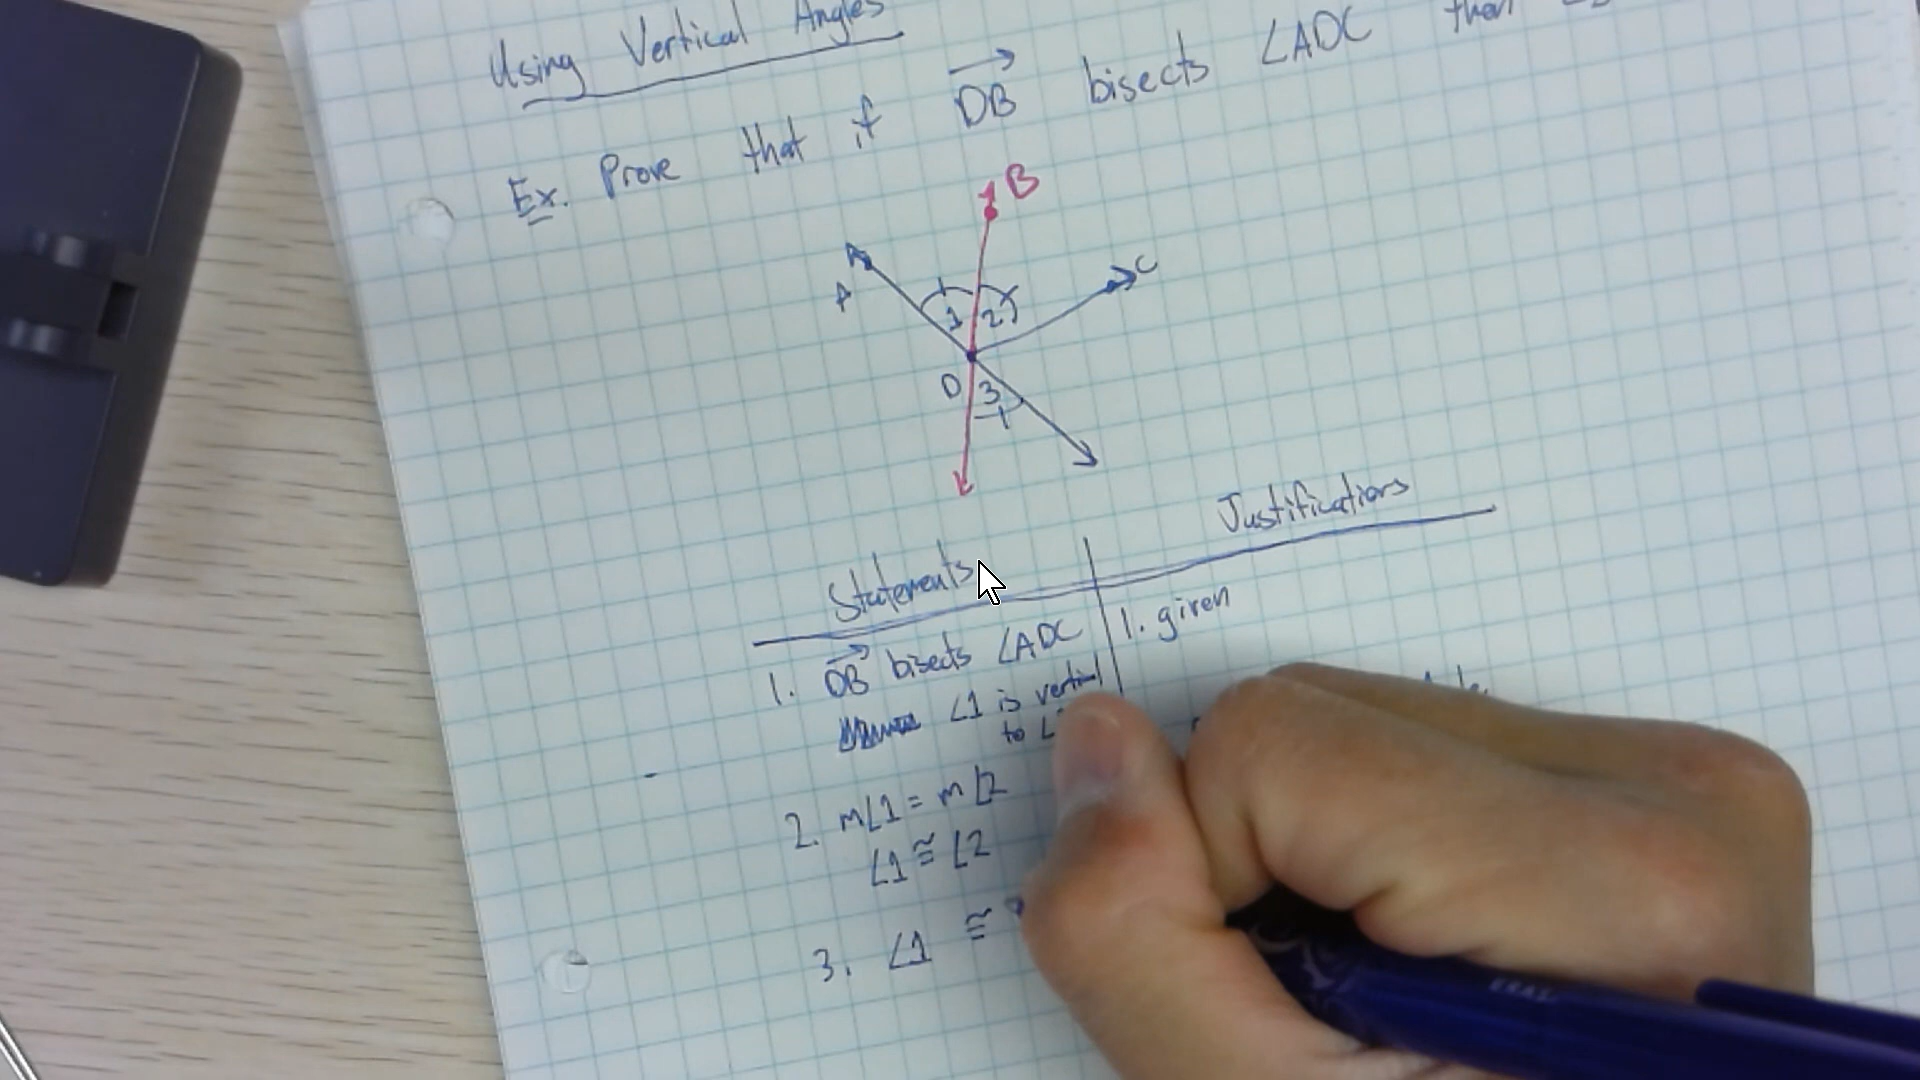 Using Vertical Angles
Ex. Prove that if DB bisects ∠ADC then
B
A
C
1 2
D 3
Statements Justifications
1. DB bisects ∠ADC 1. given
∠1 is vertical
to ∠
2. m∠1 = m∠2
∠1 ≅ ∠2
3. ∠1 ≅